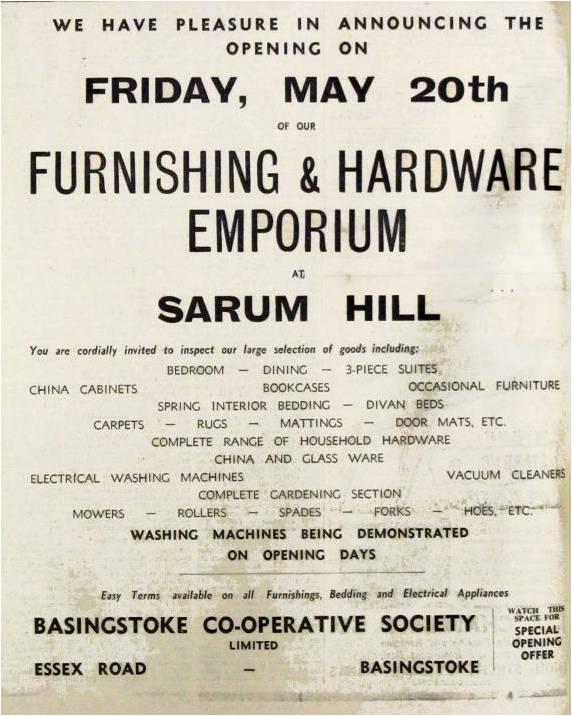 WE HAVE PLEASURE IN ANNOUNCING THE
OPENING ON
FRIDAY, MAY 20th
OF OUR
FURNISHING & HARDWARE
EMPORIUM
AT
SARUM HILL
You are cordially invited to inspect our large selection of goods including:
BEDROOM — DINING — 3-PIECE SUITES
CHINA CABINETS BOOKCASES OCCASIONAL FURNITURE
SPRING INTERIOR BEDDING — DIVAN BEDS
CARPETS — RUGS — MATTINGS — DOOR MATS, ETC.
COMPLETE RANGE OF HOUSEHOLD HARDWARE
CHINA AND GLASS WARE
ELECTRICAL WASHING MACHINES VACUUM CLEANERS
COMPLETE GARDENING SECTION
MOWERS — ROLLERS — SPADES — FORKS — HOES, ETC.
WASHING MACHINES BEING DEMONSTRATED
ON OPENING DAYS
Easy Terms available on all Furnishings, Bedding and Electrical Appliances
BASINGSTOKE CO-OPERATIVE SOCIETY
LIMITED
ESSEX ROAD — BASINGSTOKE
WATCH THIS
SPACE FOR
SPECIAL
OPENING
OFFER